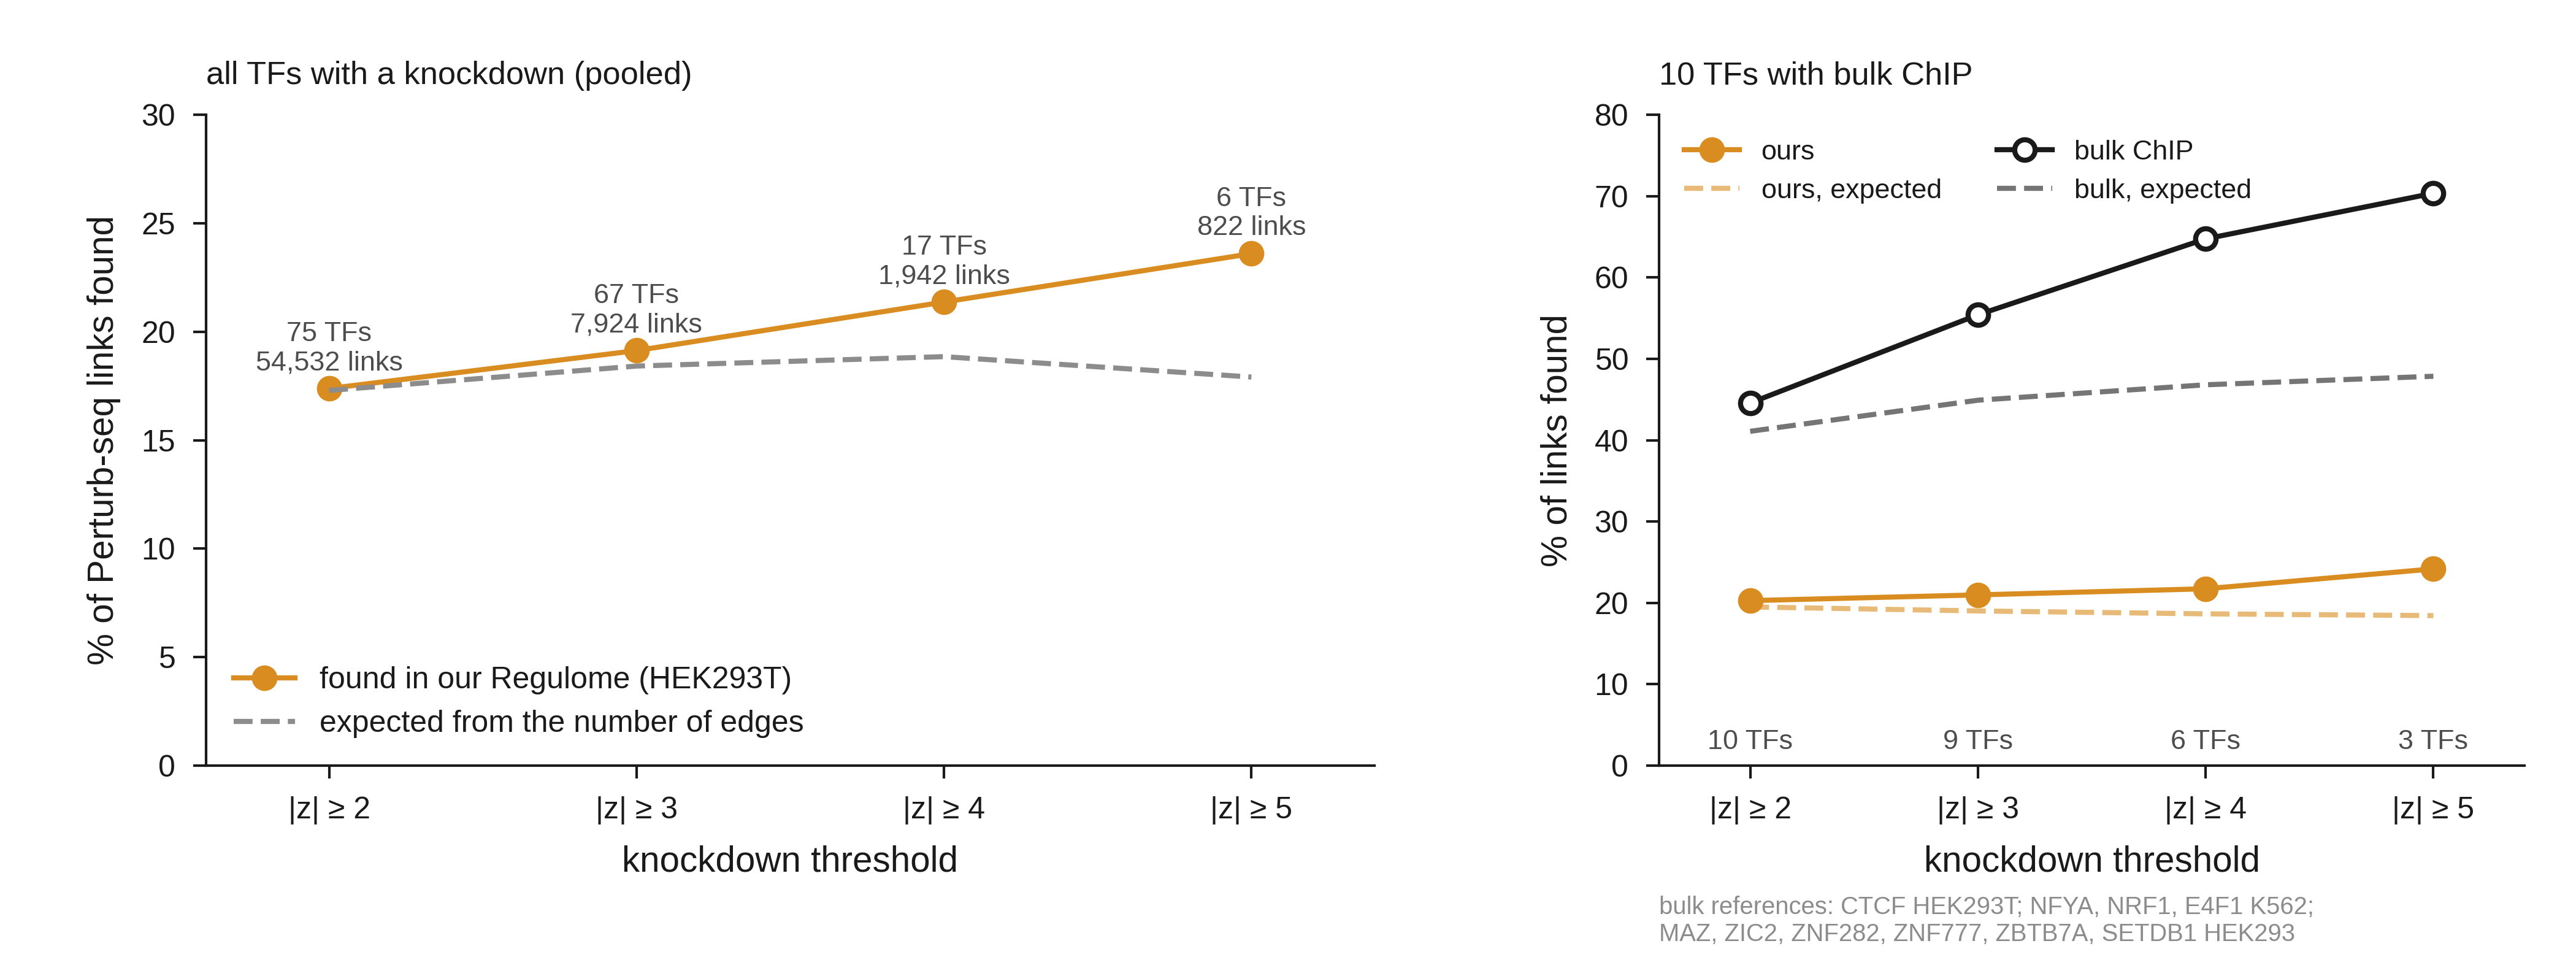 all TFs with a knockdown (pooled)
% of Perturb-seq links found
30
25
20
15
10
5
0
75 TFs
54,532 links
67 TFs
7,924 links
17 TFs
1,942 links
6 TFs
822 links
found in our Regulome (HEK293T)
expected from the number of edges
|z| ≥ 2
|z| ≥ 3
|z| ≥ 4
|z| ≥ 5
knockdown threshold
10 TFs with bulk ChIP
% of links found
80
70
60
50
40
30
20
10
0
ours
ours, expected
bulk ChIP
bulk, expected
10 TFs
9 TFs
6 TFs
3 TFs
|z| ≥ 2
|z| ≥ 3
|z| ≥ 4
|z| ≥ 5
knockdown threshold
bulk references: CTCF HEK293T; NFYA, NRF1, E4F1 K562;
MAZ, ZIC2, ZNF282, ZNF777, ZBTB7A, SETDB1 HEK293